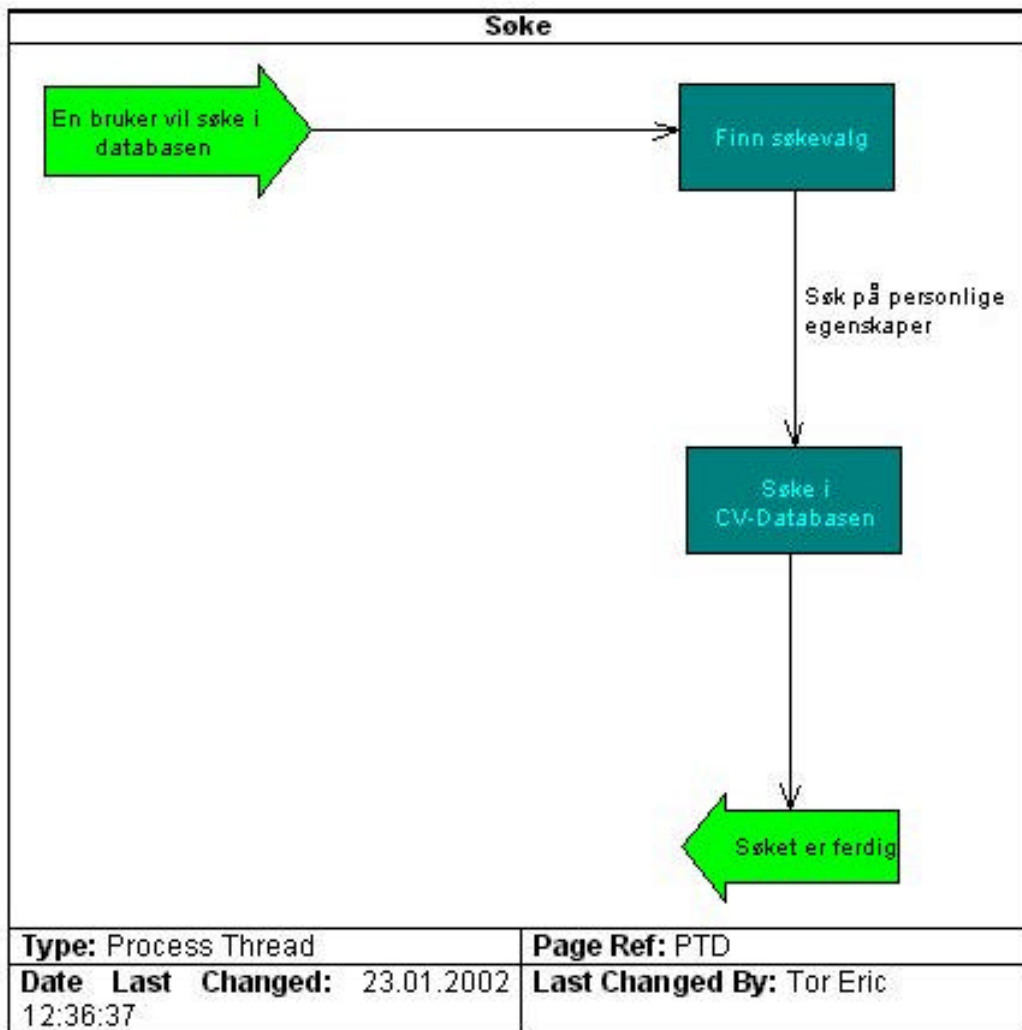 Søke
En bruker vil søke i
databasen
Finn søkevalg
Søk på personlige
egenskaper
Søke i
CV-Databasen
Søket er ferdig
Type: Process Thread
Page Ref: PTD
Date Last Changed: 23.01.2002
12:36:37
Last Changed By: Tor Eric